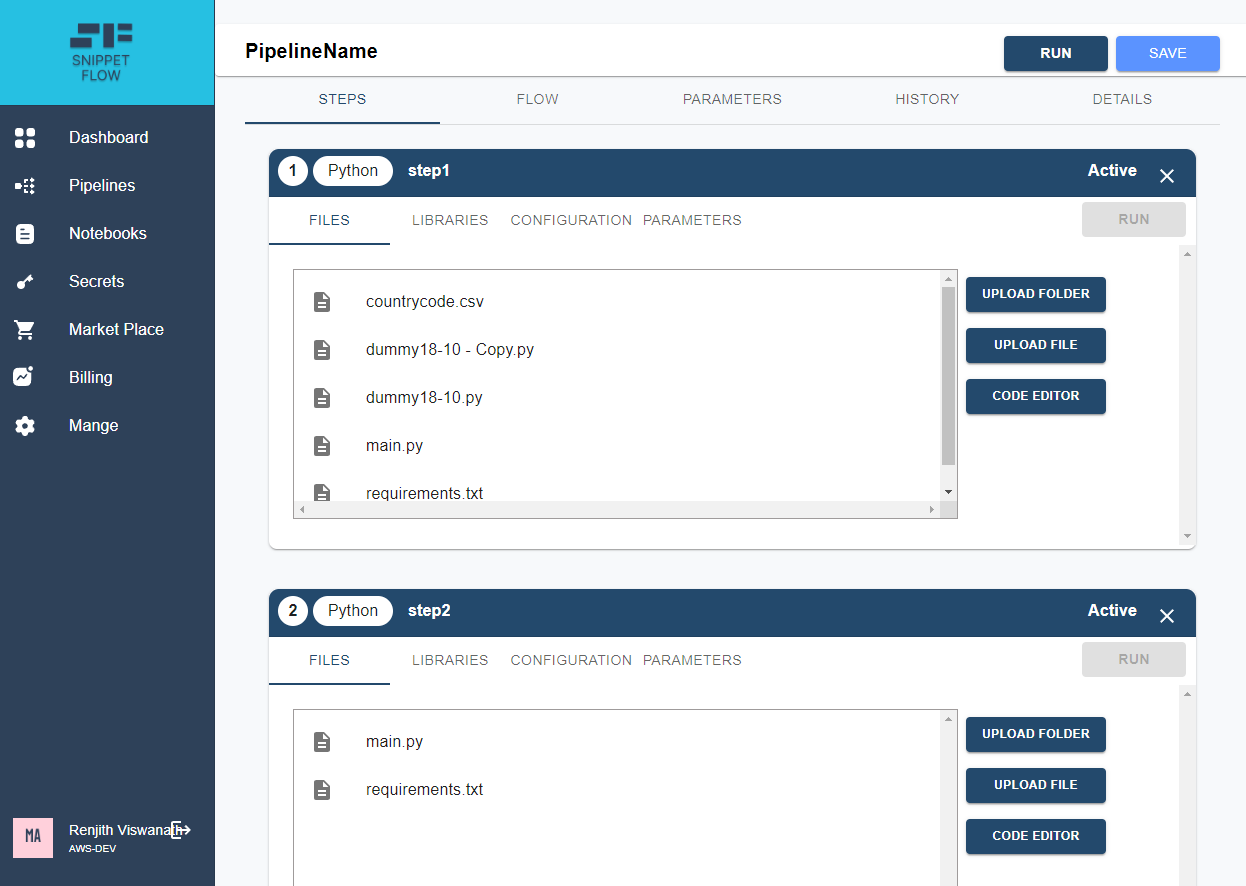 SNIPPET
FLOW
Dashboard
Pipelines
Notebooks
Secrets
Market Place
Billing
Mange
MA
Renjith Viswanath
AWS-DEV
PipelineName
RUN
SAVE
STEPS
FLOW
PARAMETERS
HISTORY
DETAILS
1
Python
step1
Active
FILES
LIBRARIES
CONFIGURATION
PARAMETERS
RUN
countrycode.csv
dummy18-10 - Copy.py
dummy18-10.py
main.py
requirements.txt
UPLOAD FOLDER
UPLOAD FILE
CODE EDITOR
2
Python
step2
Active
FILES
LIBRARIES
CONFIGURATION
PARAMETERS
RUN
main.py
requirements.txt
UPLOAD FOLDER
UPLOAD FILE
CODE EDITOR